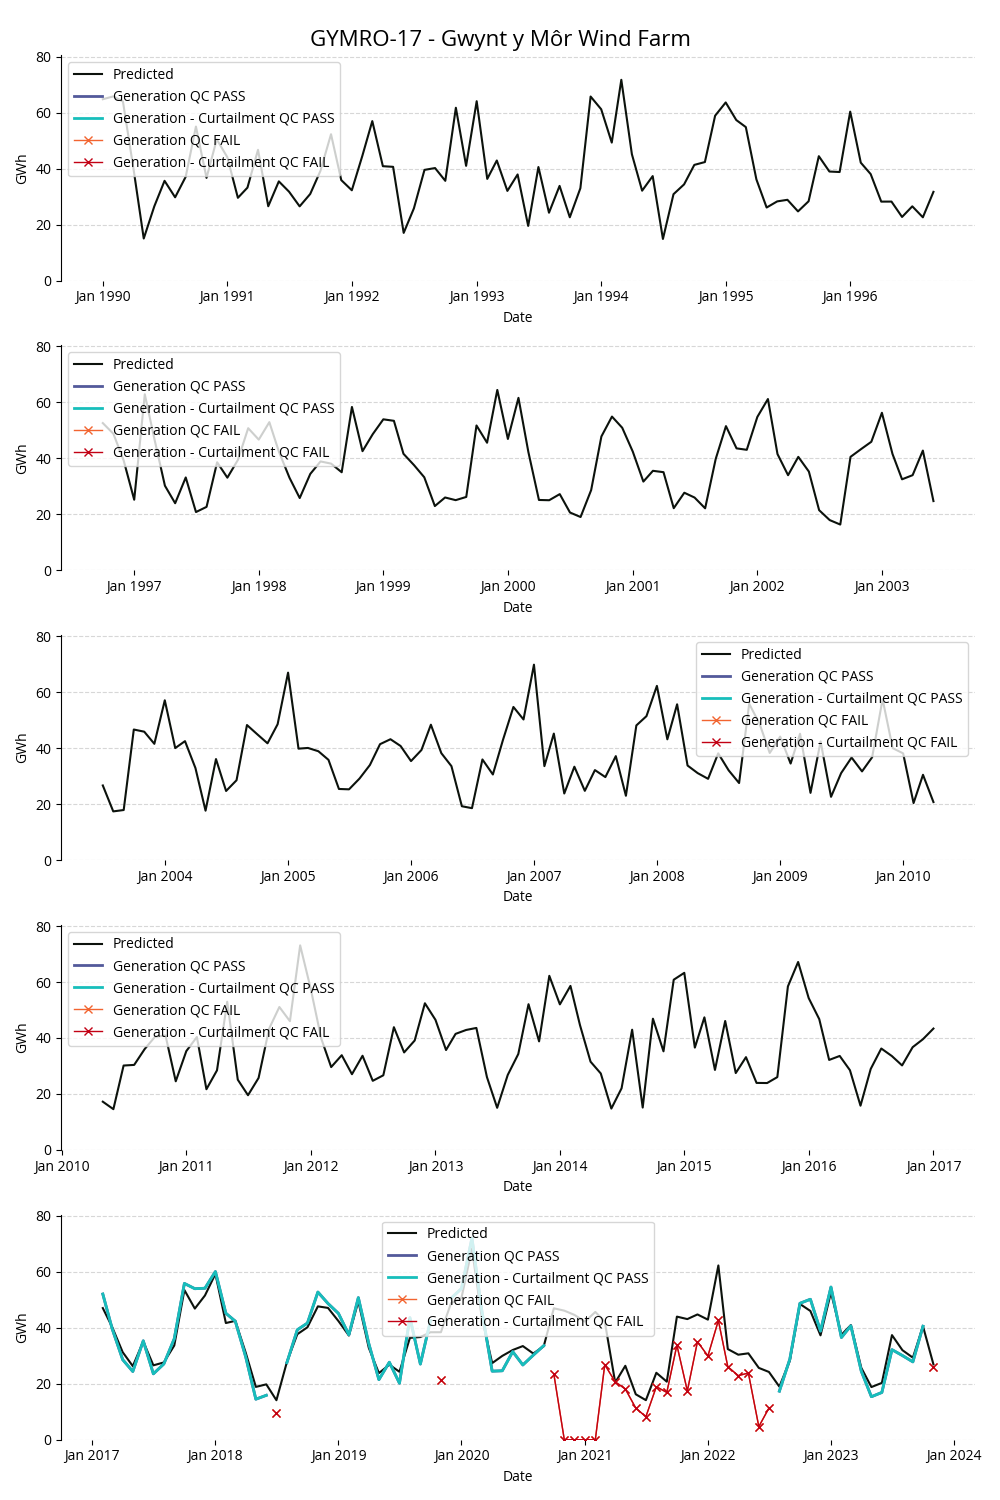 GYMRO-17 - Gwynt y Môr Wind Farm
80
60
40
20
0
GWh
Predicted
Generation QC PASS
Generation - Curtailment QC PASS
Generation QC FAIL
Generation - Curtailment QC FAIL
Jan 1990 Jan 1991 Jan 1992 Jan 1993 Jan 1994 Jan 1995 Jan 1996
Date
80
60
40
20
0
GWh
Predicted
Generation QC PASS
Generation - Curtailment QC PASS
Generation QC FAIL
Generation - Curtailment QC FAIL
Jan 1997 Jan 1998 Jan 1999 Jan 2000 Jan 2001 Jan 2002 Jan 2003
Date
80
60
40
20
0
GWh
Predicted
Generation QC PASS
Generation - Curtailment QC PASS
Generation QC FAIL
Generation - Curtailment QC FAIL
Jan 2004 Jan 2005 Jan 2006 Jan 2007 Jan 2008 Jan 2009 Jan 2010
Date
80
60
40
20
0
GWh
Predicted
Generation QC PASS
Generation - Curtailment QC PASS
Generation QC FAIL
Generation - Curtailment QC FAIL
Jan 2010 Jan 2011 Jan 2012 Jan 2013 Jan 2014 Jan 2015 Jan 2016 Jan 2017
Date
80
60
40
20
0
GWh
Predicted
Generation QC PASS
Generation - Curtailment QC PASS
Generation QC FAIL
Generation - Curtailment QC FAIL
Jan 2017 Jan 2018 Jan 2019 Jan 2020 Jan 2021 Jan 2022 Jan 2023 Jan 2024
Date